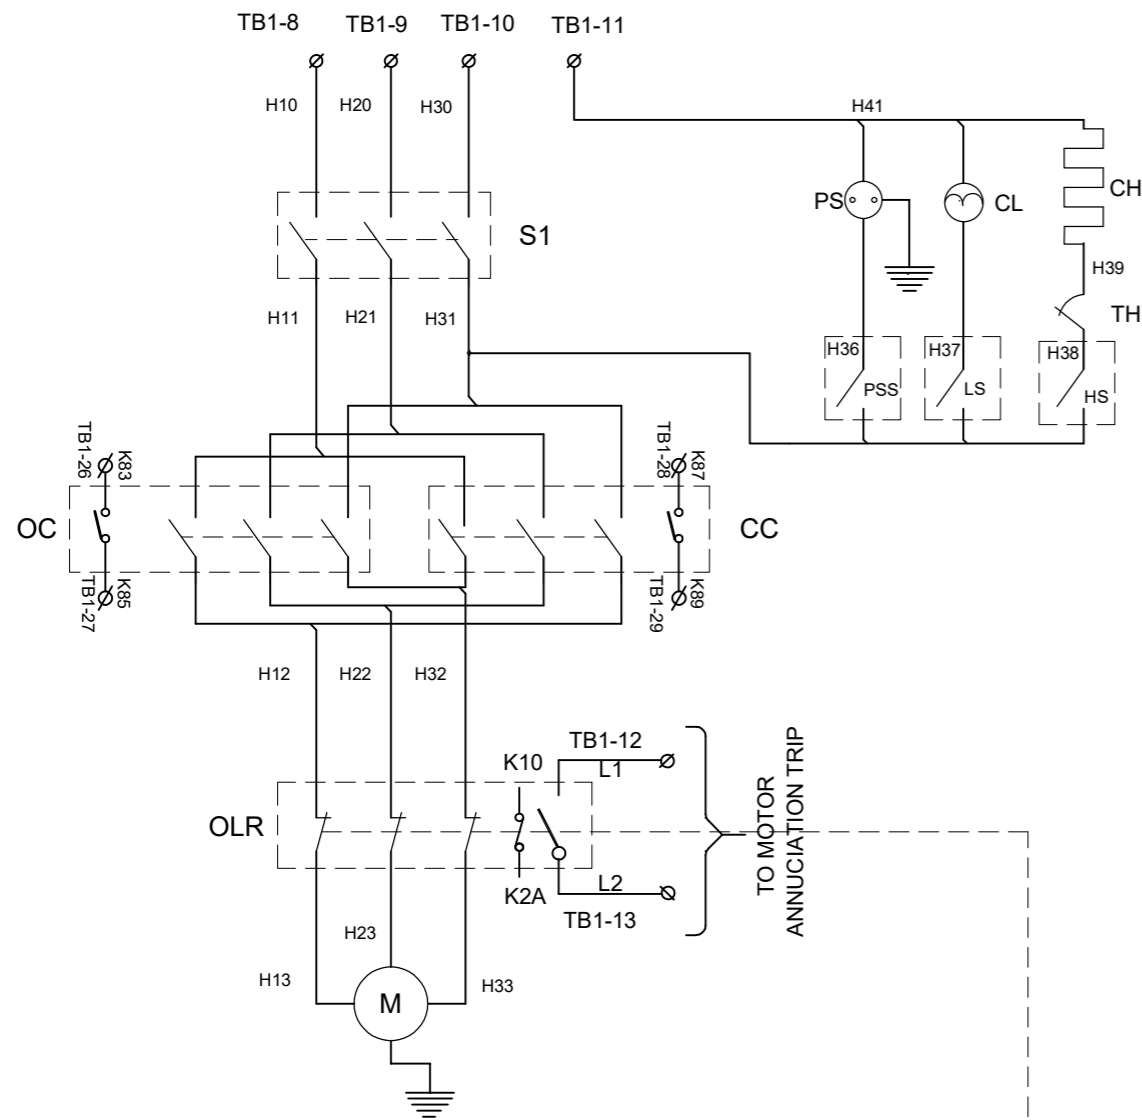 TB1-8
TB1-9
TB1-10
TB1-11
H10
H20
H30
H41
PS
CL
CH
S1
H39
TH
H11
H21
H31
H36
H37
H38
PSS
LS
HS
TB1-26
K83
TB1-28
K87
OC
CC
TB1-27
K85
TB1-29
K89
H12
H22
H32
TB1-12
K10
L1
OLR
TO MOTOR
ANNUCIATION TRIP
K2A
L2
TB1-13
H23
H13
H33
M